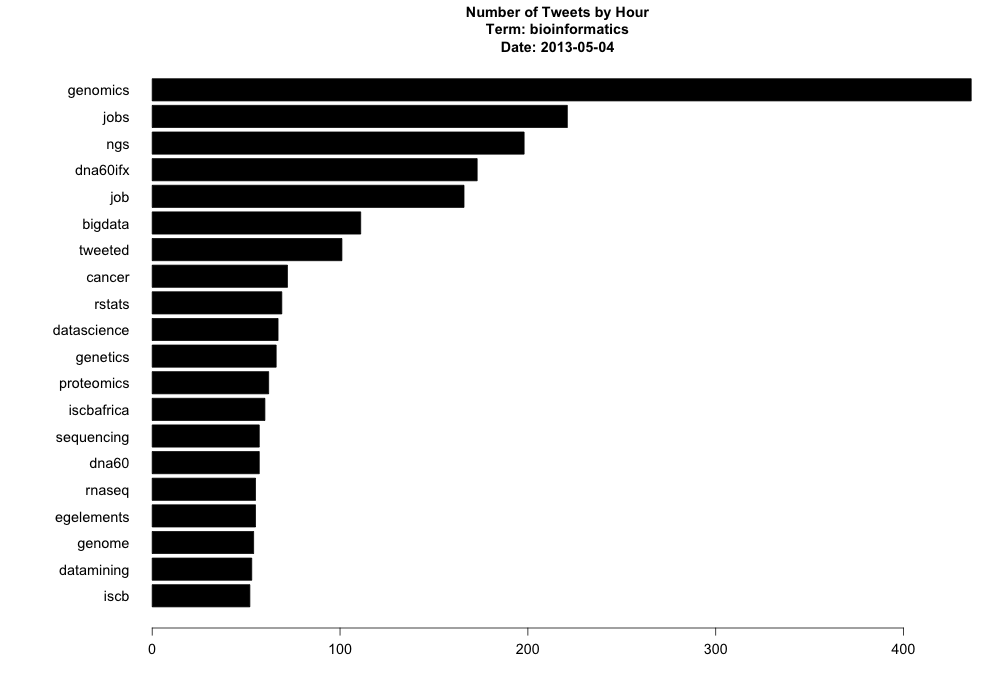 Number of Tweets by Hour
Term: bioinformatics
Date: 2013-05-04
genomics
jobs
ngs
dna60ifx
job
bigdata
tweeted
cancer
rstats
datascience
genetics
proteomics
iscbafrica
sequencing
dna60
rnaseq
egelements
genome
datamining
iscb
0 100 200 300 400